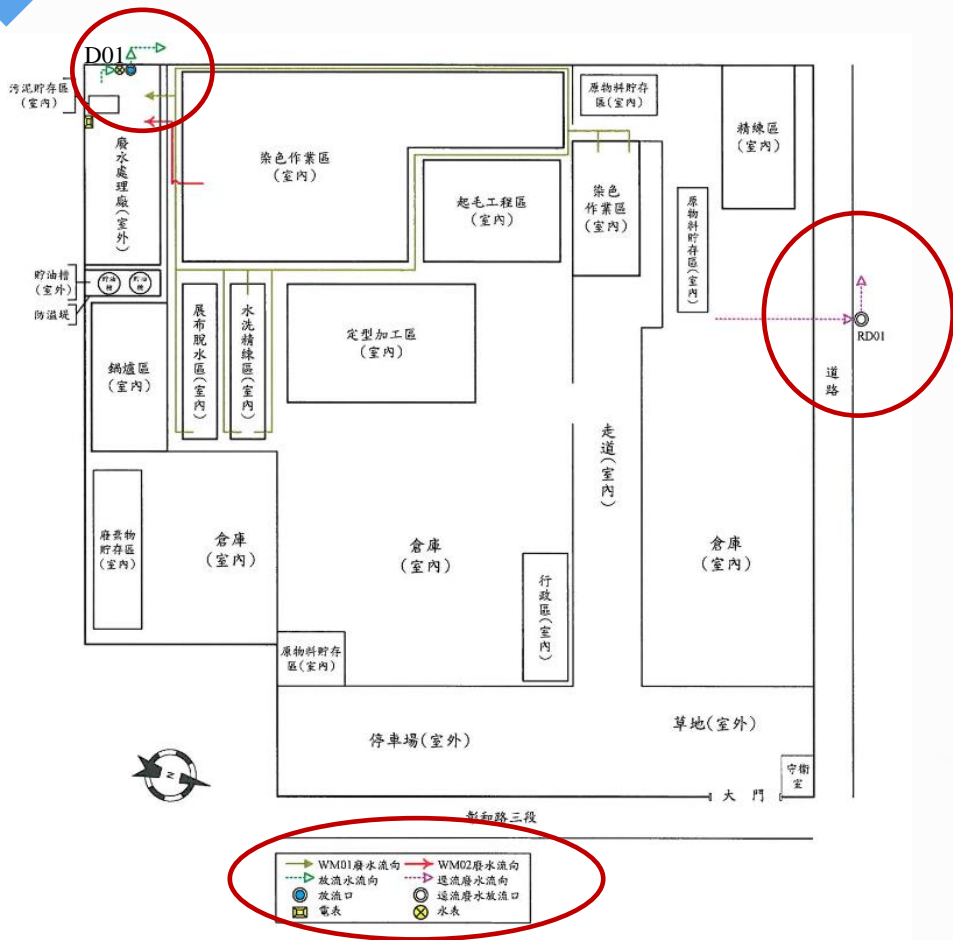 D01
污泥貯存區
(室內)
廢水處理廠(室外)
染色作業區
(室內)
原物料貯存
區(室內)
精練區
(室內)
起毛工程區
(室內)
染色
作業區
(室內)
原物料貯存區(室內)
貯油槽
(室外)
貯油槽
貯油槽
防溢堤
鍋爐區
(室內)
展布脫水區(室內)
水洗精練區(室內)
定型加工區
(室內)
RD01
道路
走道(室內)
廢棄物
貯存區
(室內)
倉庫
(室內)
倉庫
(室內)
倉庫
(室內)
行政區(室內)
原物料貯存
區(室內)
停車場(室外)
草地(室外)
守衛室
大門
N
彰和路三段
WM01廢水流向
WM02廢水流向
放流水流向
逕流廢水流向
放流口
逕流廢水放流口
電表
水表